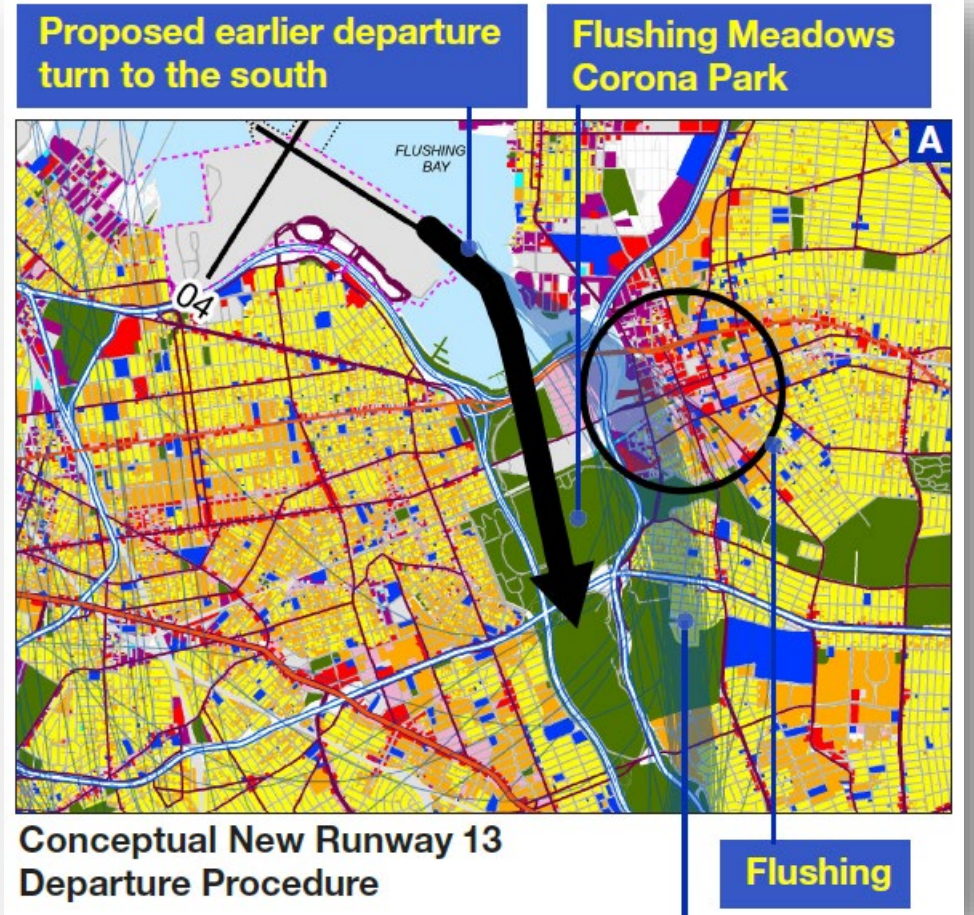 Proposed earlier departure
turn to the south
Flushing Meadows
Corona Park
A
FLUSHING
BAY
04
Conceptual New Runway 13
Departure Procedure
Flushing